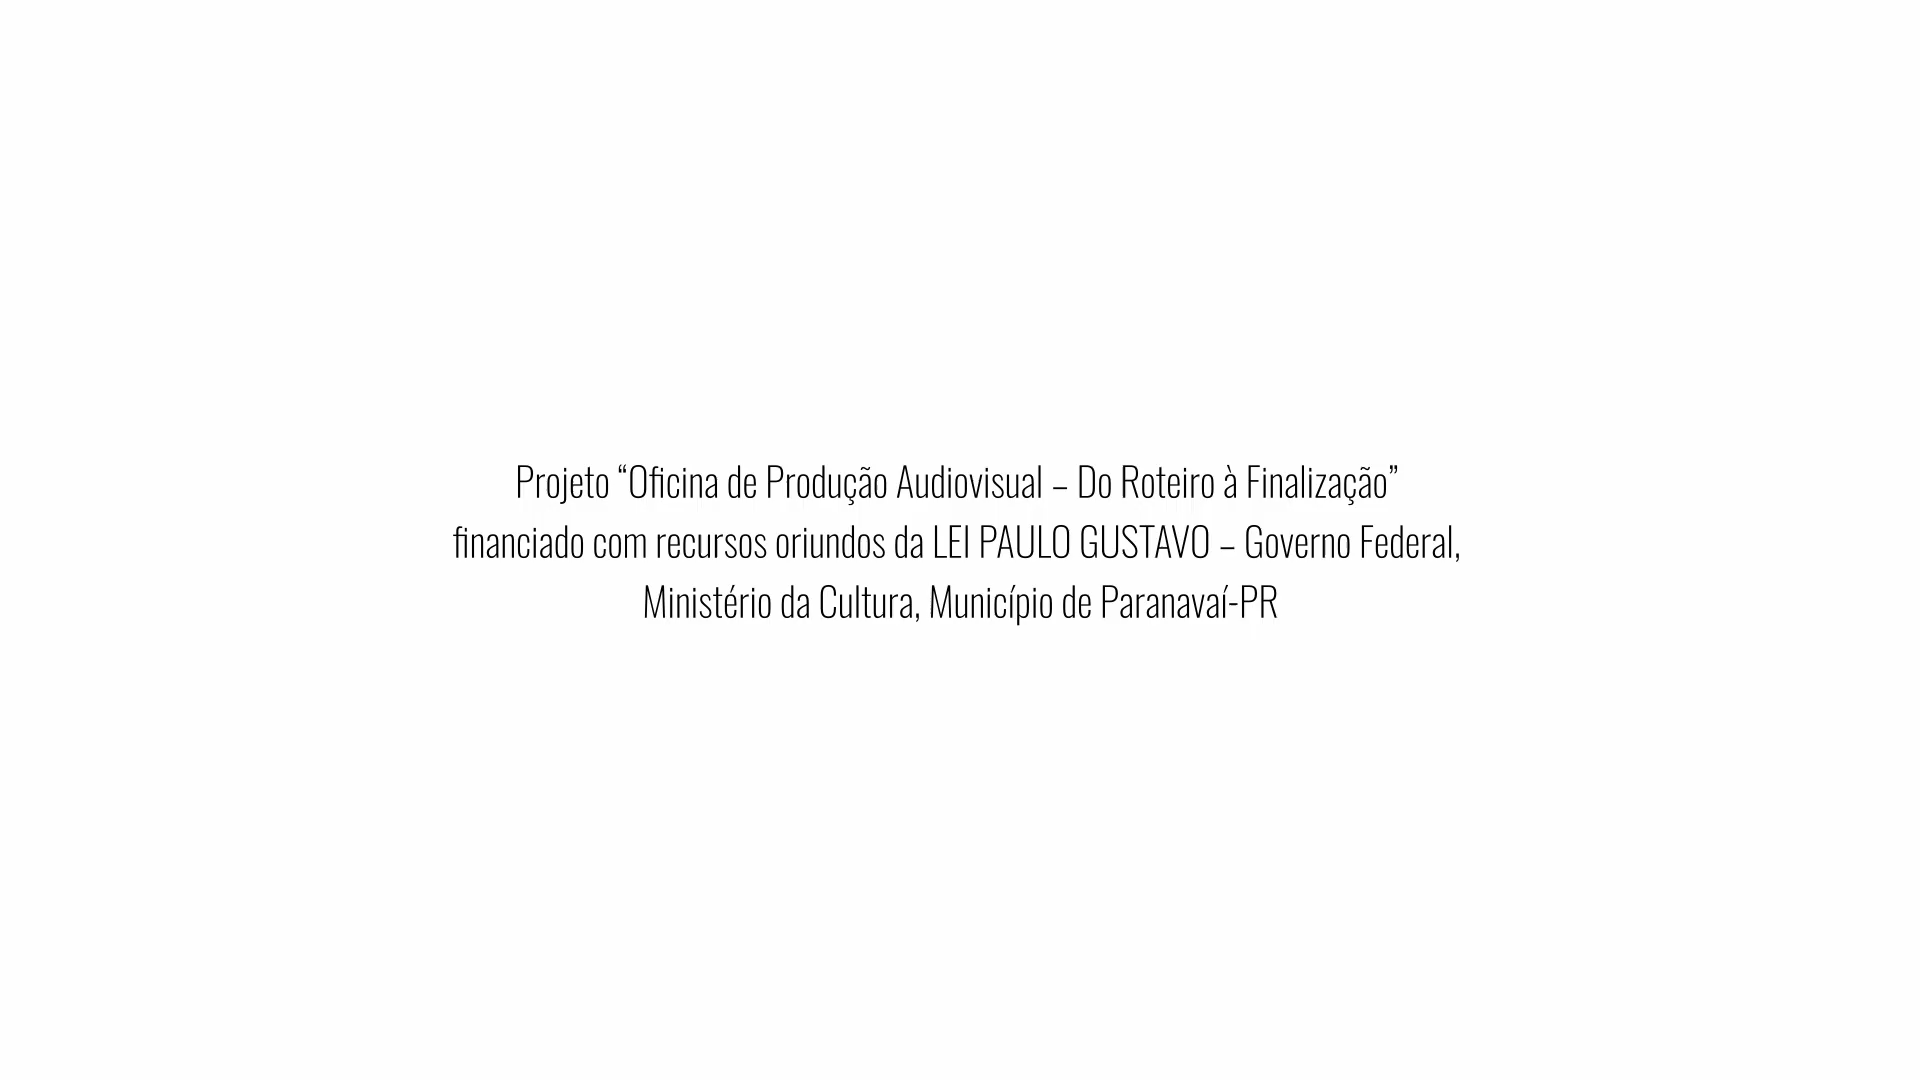 Projeto “Oficina de Produção Audiovisual – Do Roteiro à Finalização”
financiado com recursos oriundos da LEI PAULO GUSTAVO – Governo Federal,
Ministério da Cultura, Município de Paranavaí-PR